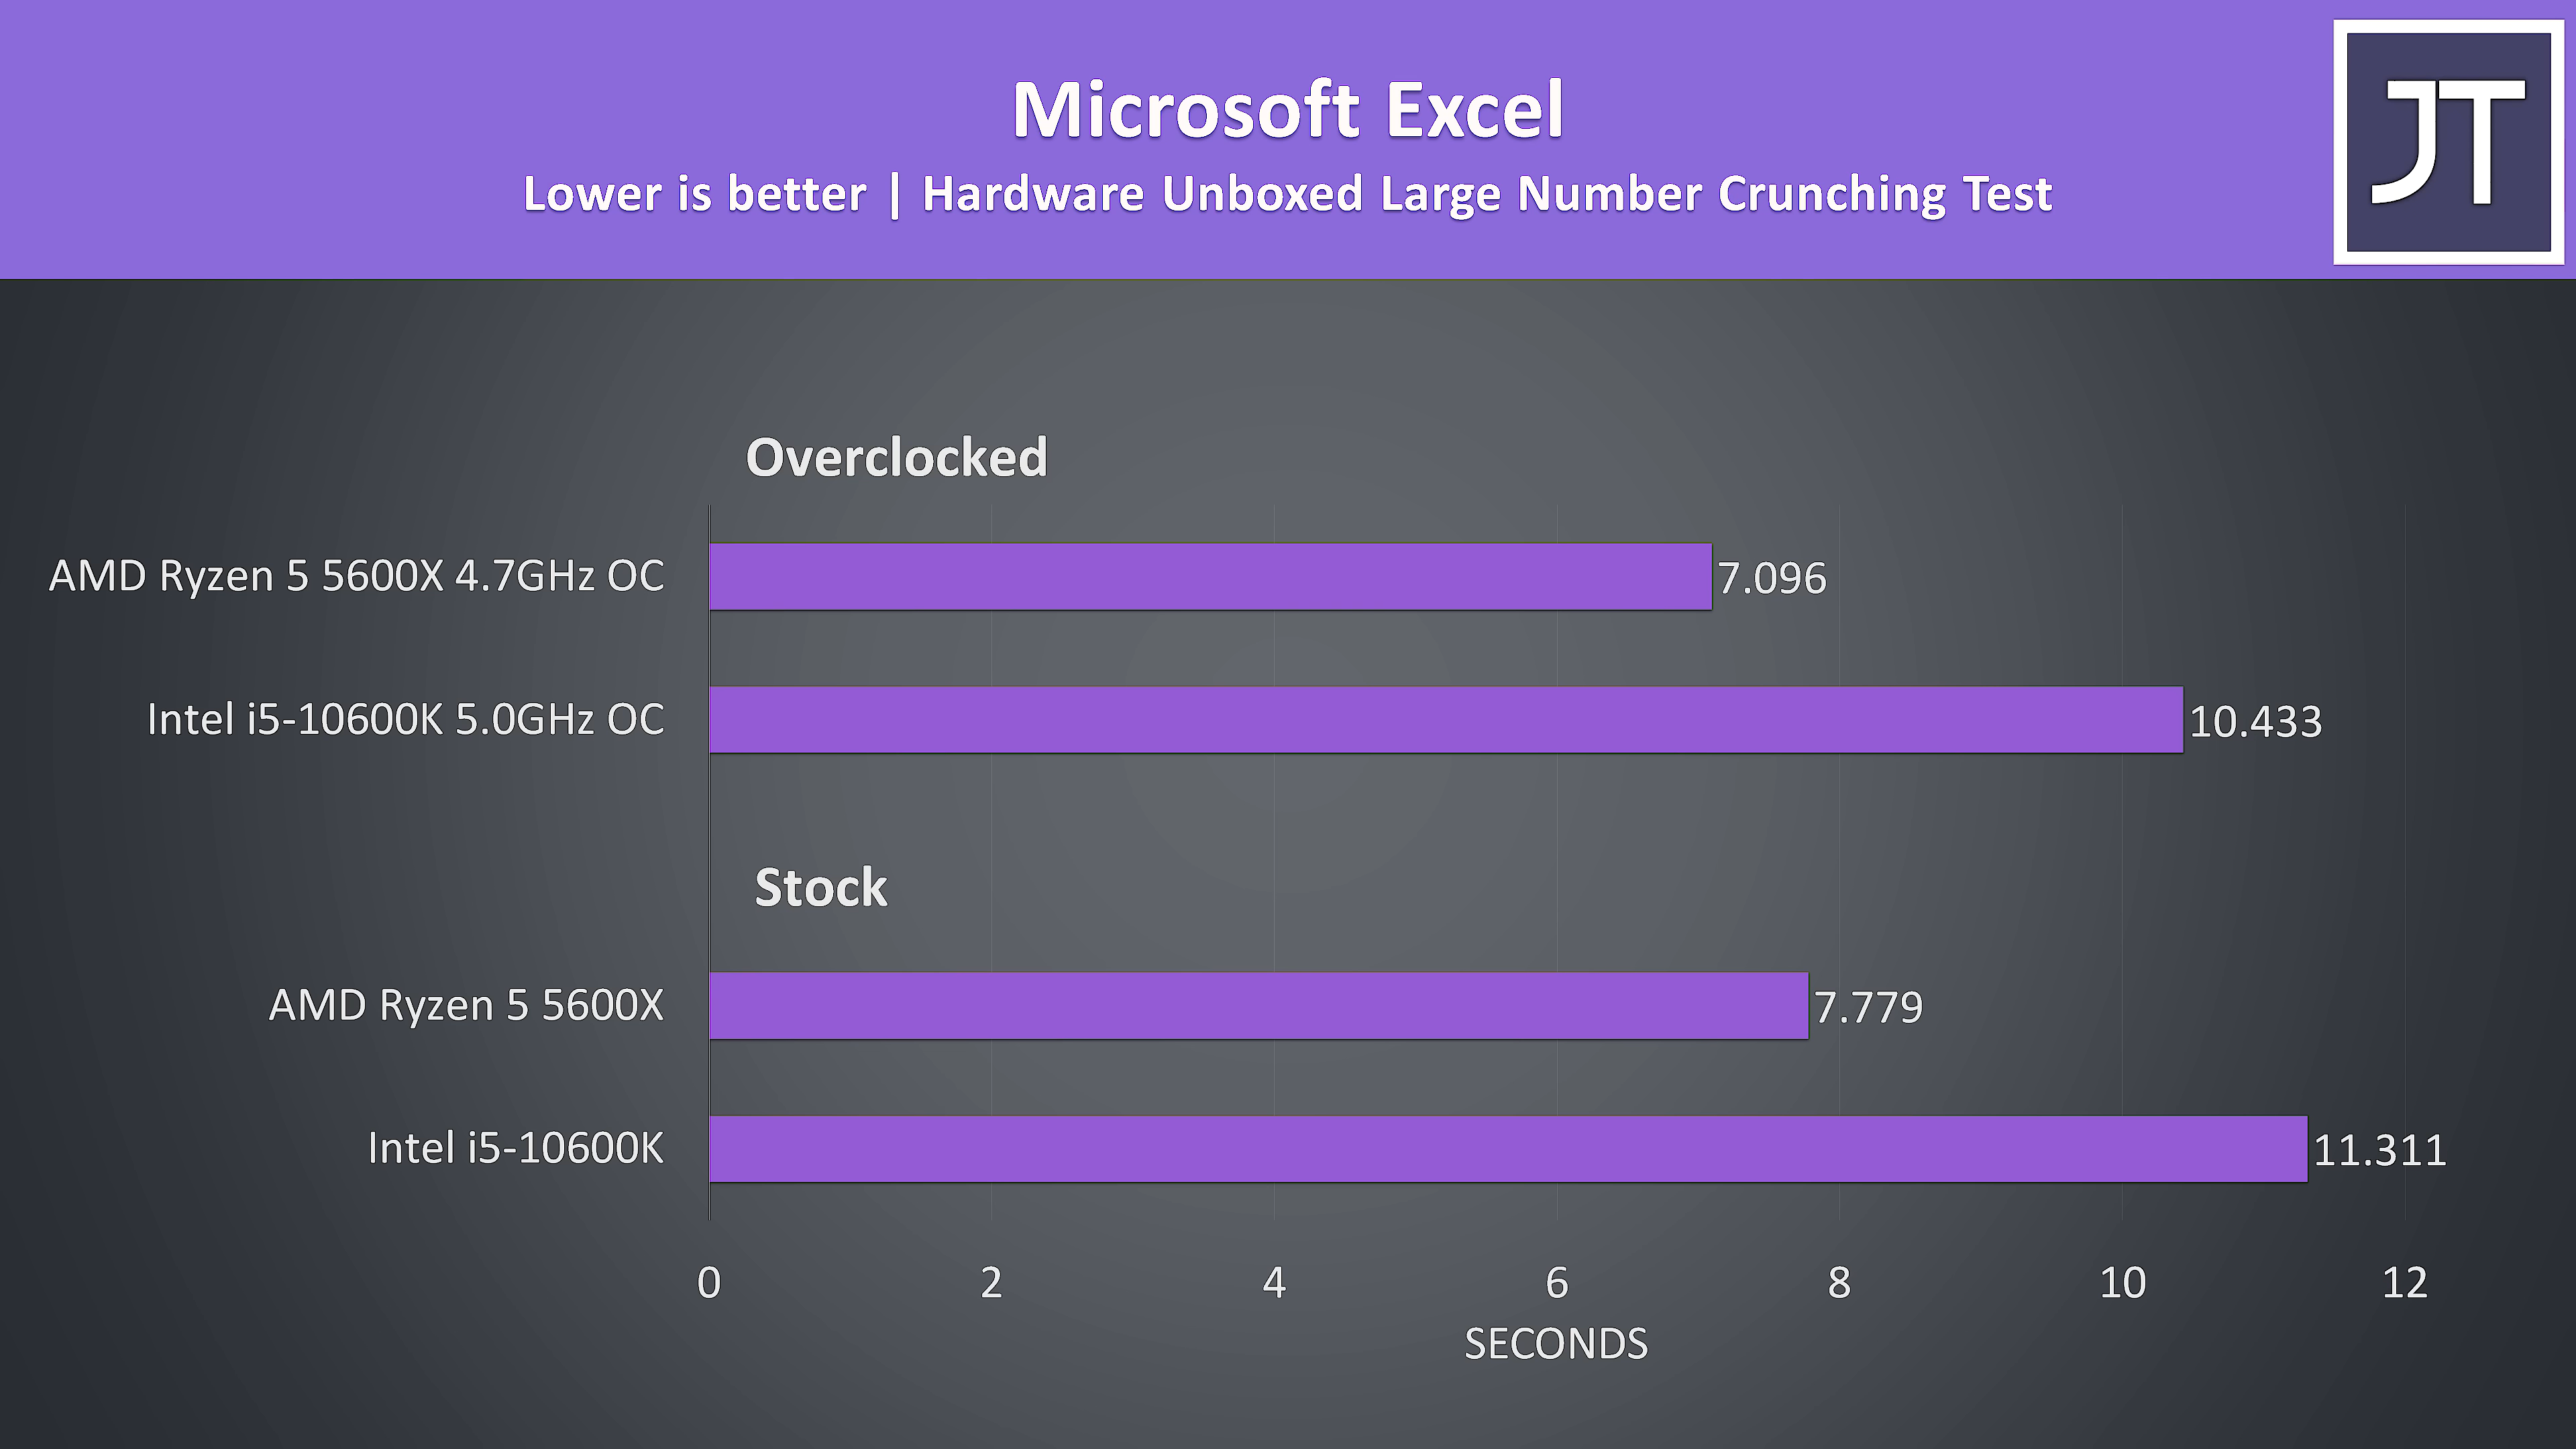 Microsoft Excel
Lower is better | Hardware Unboxed Large Number Crunching Test
JT
Overclocked
AMD Ryzen 5 5600X 4.7GHz OC
7.096
Intel i5-10600K 5.0GHz OC
10.433
Stock
AMD Ryzen 5 5600X
7.779
Intel i5-10600K
11.311
0 2 4 6 8 10 12
SECONDS